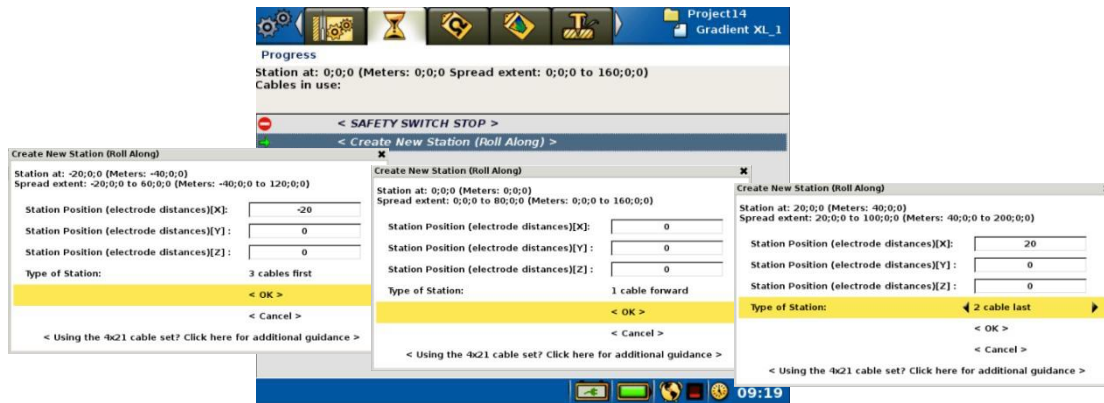 Project14
Gradient XL_1
Progress
Station at: 0;0;0 (Meters: 0;0;0 Spread extent: 0;0;0 to 160;0;0)
Cables in use:
< SAFETY SWITCH STOP >
< Create New Station (Roll Along) >
Create New Station (Roll Along)
Station at: -20;0;0 (Meters: -40;0;0)
Spread extent: -20;0;0 to 60;0;0 (Meters: -40;0;0 to 120;0;0)
Station Position (electrode distances)[X]: -20
Station Position (electrode distances)[Y] : 0
Station Position (electrode distances)[Z] : 0
Type of Station: 3 cables first
< OK >
< Cancel >
< Using the 4x21 cable set? Click here for additional guidance >
Create New Station (Roll Along)
Station at: 0;0;0 (Meters: 0;0;0)
Spread extent: 0;0;0 to 80;0;0 (Meters: 0;0;0 to 160;0;0)
Station Position (electrode distances)[X]: 0
Station Position (electrode distances)[Y] : 0
Station Position (electrode distances)[Z] : 0
Type of Station: 1 cable forward
< OK >
< Cancel >
< Using the 4x21 cable set? Click here for additional guidance >
Create New Station (Roll Along)
Station at: 20;0;0 (Meters: 40;0;0)
Spread extent: 20;0;0 to 100;0;0 (Meters: 40;0;0 to 200;0;0)
Station Position (electrode distances)[X]: 20
Station Position (electrode distances)[Y] : 0
Station Position (electrode distances)[Z] : 0
Type of Station: 2 cable last
< OK >
< Cancel >
< Using the 4x21 cable set? Click here for additional guidance >
09:19